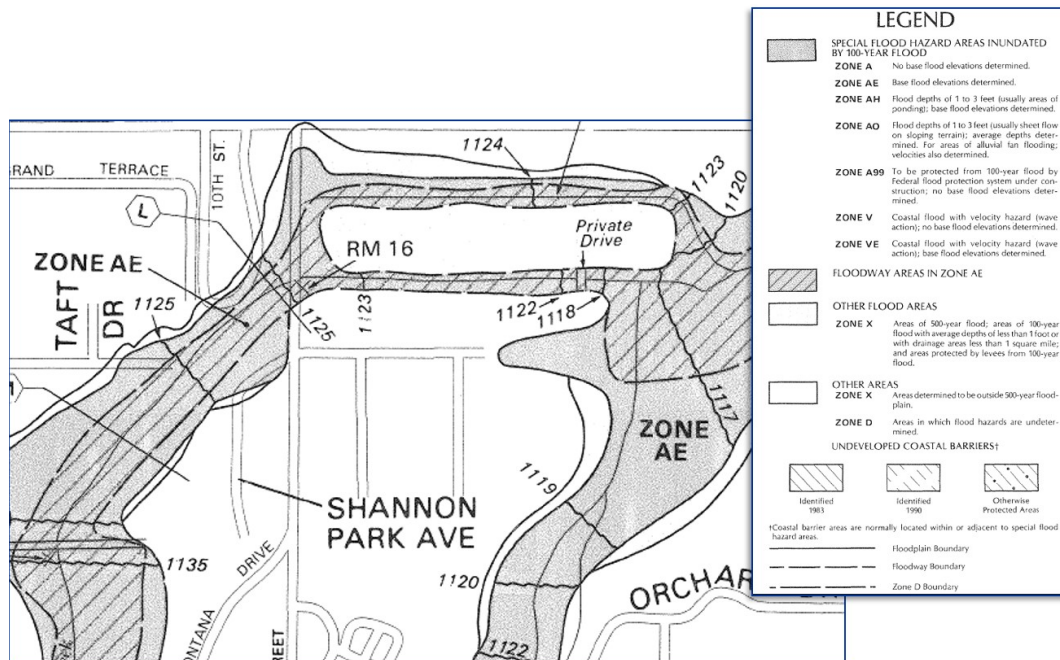 LEGEND
SPECIAL FLOOD HAZARD AREAS INUNDATED
BY 100-YEAR FLOOD
ZONE A No base flood elevations determined.
ZONE AE Base flood elevations determined.
ZONE AH Flood depths of 1 to 3 feet (usually areas of
ponding); base flood elevations determined.
ZONE AO Flood depths of 1 to 3 feet (usually sheet flow
on sloping terrain); average depths deter-
mined. For areas of alluvial fan flooding;
velocities also determined.
ZONE A99 To be protected from 100-year flood by
Federal flood protection system under con-
struction; no base flood elevations deter-
mined.
ZONE V Coastal flood with velocity hazard (wave
action); no base flood elevations determined.
ZONE VE Coastal flood with velocity hazard (wave
action); base flood elevations determined.
FLOODWAY AREAS IN ZONE AE
OTHER FLOOD AREAS
ZONE X Areas of 500-year flood; areas of 100-year
flood with average depths of less than 1 foot or
with drainage areas less than 1 square mile;
and areas protected by levees from 100-year
flood.
OTHER AREAS
ZONE X Areas determined to be outside 500-year flood-
plain.
ZONE D Areas in which flood hazards are undeter-
mined.
UNDEVELOPED COASTAL BARRIERS†
Identified
1983
Identified
1990
Otherwise
Protected Areas
†Coastal barrier areas are normally located within or adjacent to special flood
hazard areas.
Floodplain Boundary
Floodway Boundary
Zone D Boundary
RAND TERRACE
10TH ST.
1124
1123
1120
L
Private
Drive
RM 16
ZONE AE
TAFT
DR
1125
1125
1123
1122
1118
1117
ZONE
AE
1119
SHANNON
PARK AVE
1135
DRIVE
1120
ORCHAR
ONTANA
REET
1122